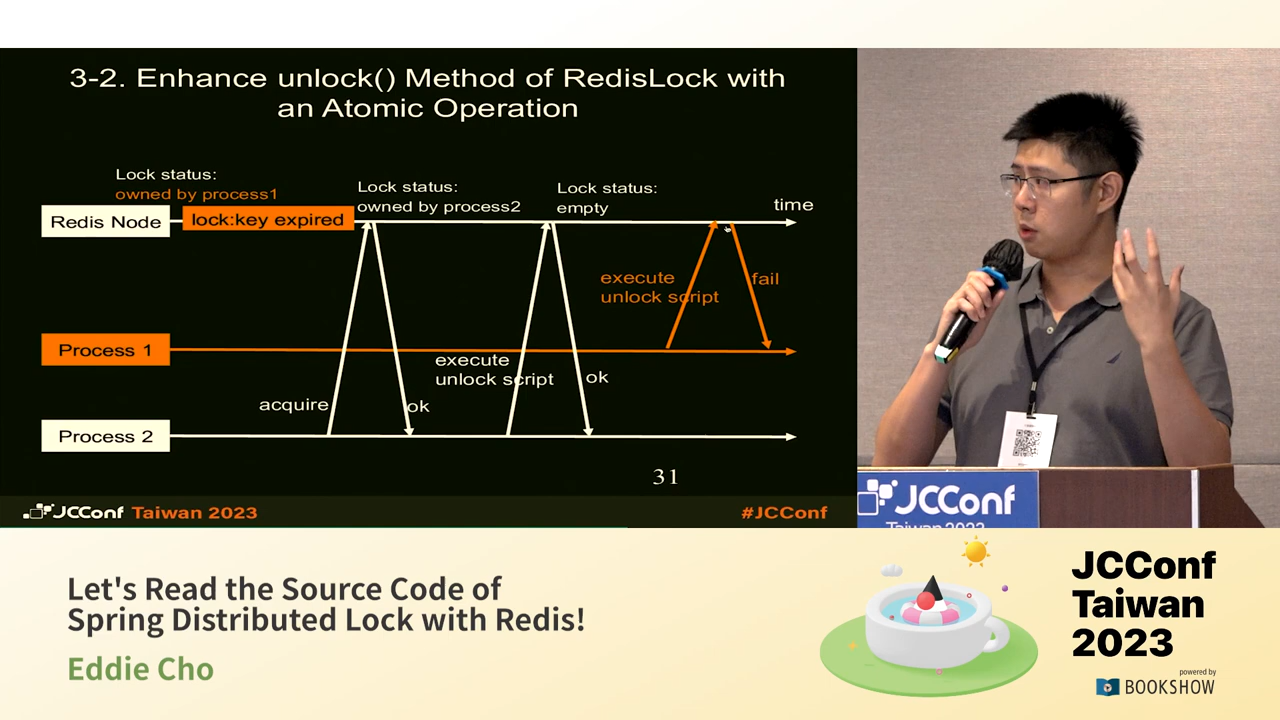 3-2. Enhance unlock() Method of RedisLock with
an Atomic Operation
Lock status:
owned by process1
Lock status:
owned by process2
Lock status:
empty
time
Redis Node
lock:key expired
execute
unlock script
fail
Process 1
execute
unlock script
ok
acquire
ok
Process 2
31
JCConf Taiwan 2023
#JCConf
JCConf
Taiwan 2023
Let's Read the Source Code of
Spring Distributed Lock with Redis!
Eddie Cho
JCConf
Taiwan
2023
powered by
BOOKSHOW